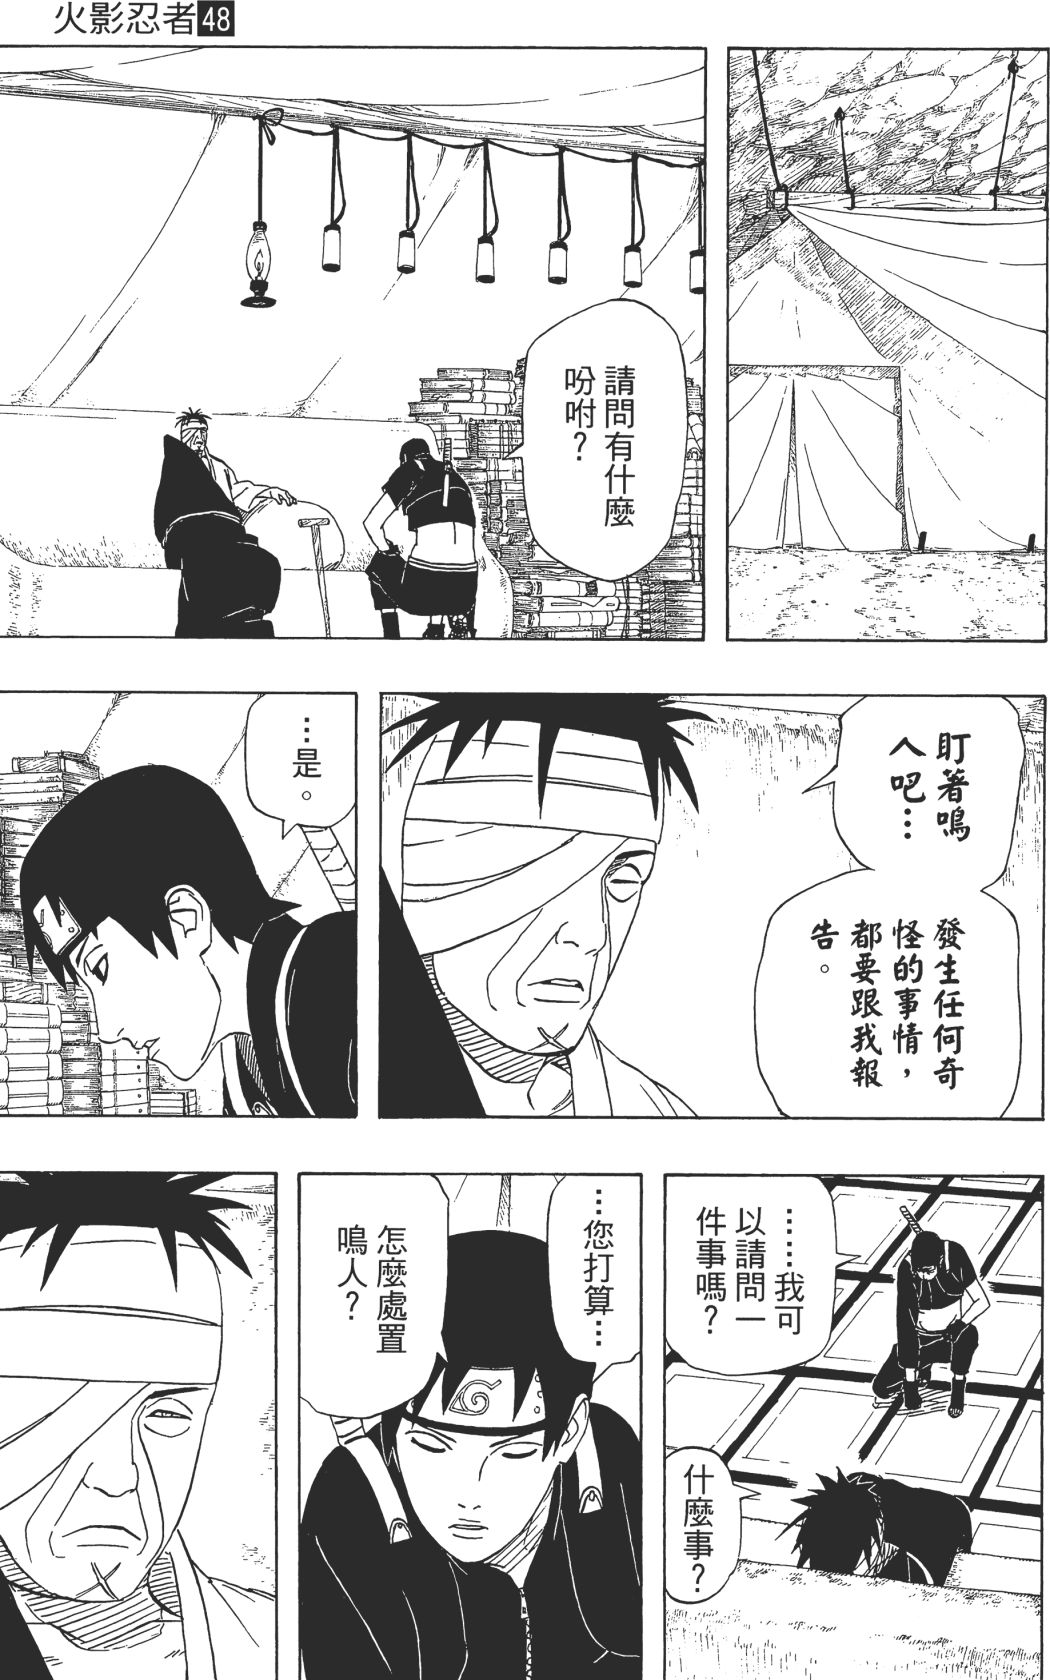 火影忍者48
請問有什麼
吩咐？
盯著鳴
人吧…
發生任何奇
怪的事情，
都要跟我報
告。
…是。
……我可
以請問一
件事嗎？
什麼事？
…您打算…
怎麼處置
鳴人？